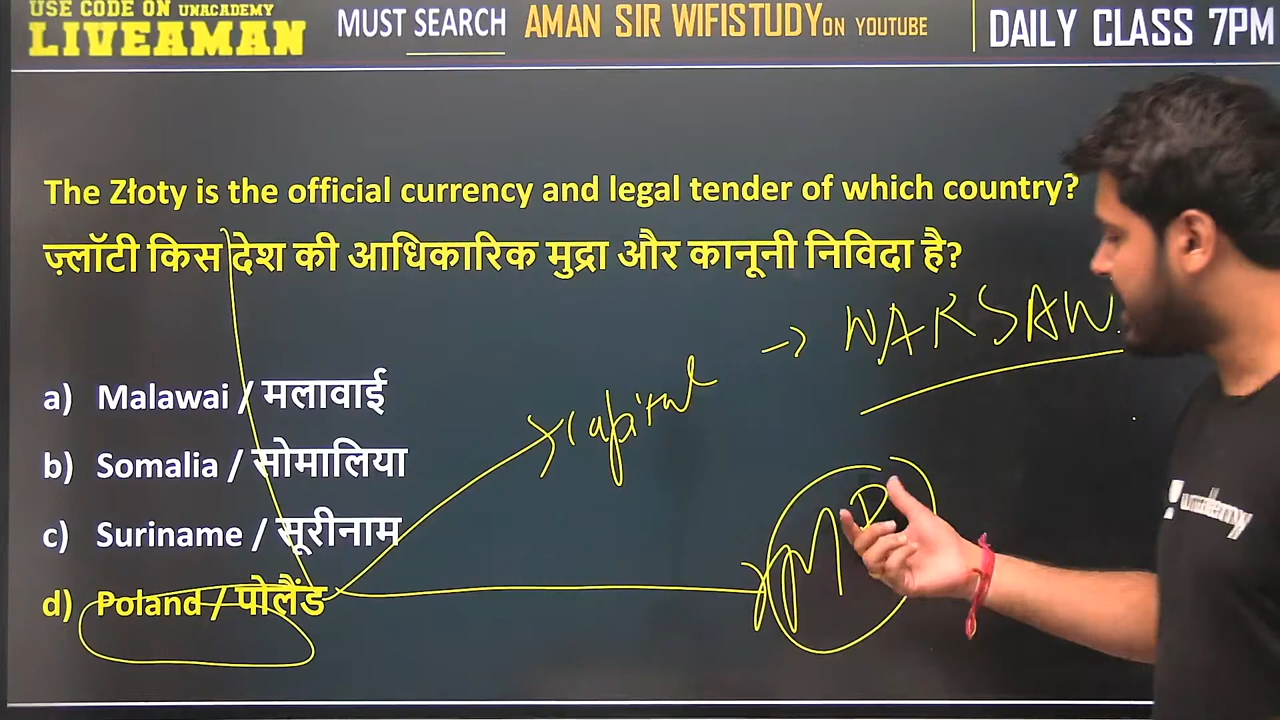 USE CODE ON UNACADEMY
LIVEAMAN
MUST SEARCH AMAN SIR WIFISTUDY ON YOUTUBE
DAILY CLASS 7PM
The Złoty is the official currency and legal tender of which country?
ज़्लॉटी किस देश की आधिकारिक मुद्रा और कानूनी निविदा है?
→ WARSAW
a) Malawai / मलावाई
capital
b) Somalia / सोमालिया
c) Suriname / सूरीनाम
d) Poland / पोलैंड
unacademy